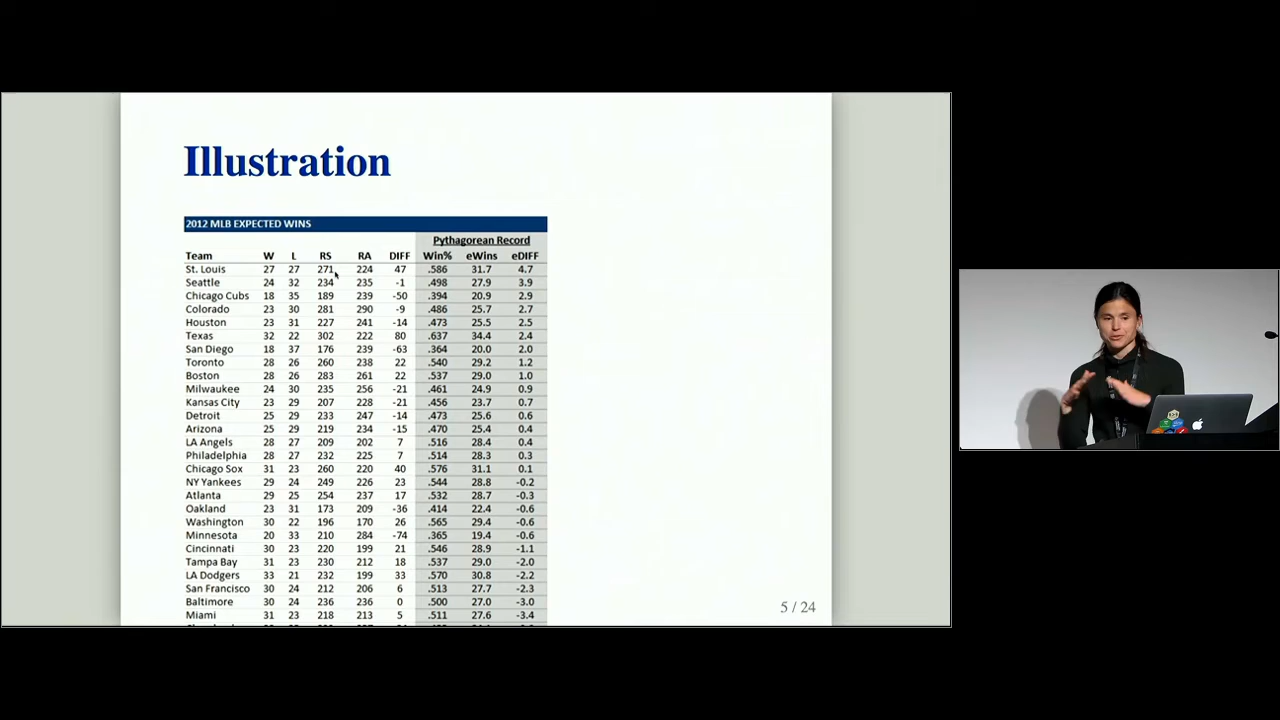 Illustration
2012 MLB EXPECTED WINS
Pythagorean Record
Team W L RS RA DIFF Win% eWins eDIFF
St. Louis 27 27 271 224 47 .586 31.7 4.7
Seattle 24 32 234 235 -1 .498 27.9 3.9
Chicago Cubs 18 35 189 239 -50 .394 20.9 2.9
Colorado 23 30 281 290 -9 .486 25.7 2.7
Houston 23 31 227 241 -14 .473 25.5 2.5
Texas 32 22 302 222 80 .637 34.4 2.4
San Diego 18 37 176 239 -63 .364 20.0 2.0
Toronto 28 26 260 238 22 .540 29.2 1.2
Boston 28 26 283 261 22 .537 29.0 1.0
Milwaukee 24 30 235 256 -21 .461 24.9 0.9
Kansas City 23 29 207 228 -21 .456 23.7 0.7
Detroit 25 29 233 247 -14 .473 25.6 0.6
Arizona 25 29 219 234 -15 .470 25.4 0.4
LA Angels 28 27 209 202 7 .516 28.4 0.4
Philadelphia 28 27 232 225 7 .514 28.3 0.3
Chicago Sox 31 23 260 220 40 .576 31.1 0.1
NY Yankees 29 24 249 226 23 .544 28.8 -0.2
Atlanta 29 25 254 237 17 .532 28.7 -0.3
Oakland 23 31 173 209 -36 .414 22.4 -0.6
Washington 30 22 196 170 26 .565 29.4 -0.6
Minnesota 20 33 210 284 -74 .365 19.4 -0.6
Cincinnati 30 23 220 199 21 .546 28.9 -1.1
Tampa Bay 31 23 230 212 18 .537 29.0 -2.0
LA Dodgers 33 21 232 199 33 .570 30.8 -2.2
San Francisco 30 24 212 206 6 .513 27.7 -2.3
Baltimore 30 24 236 236 0 .500 27.0 -3.0
Miami 31 23 218 213 5 .511 27.6 -3.4
5 / 24